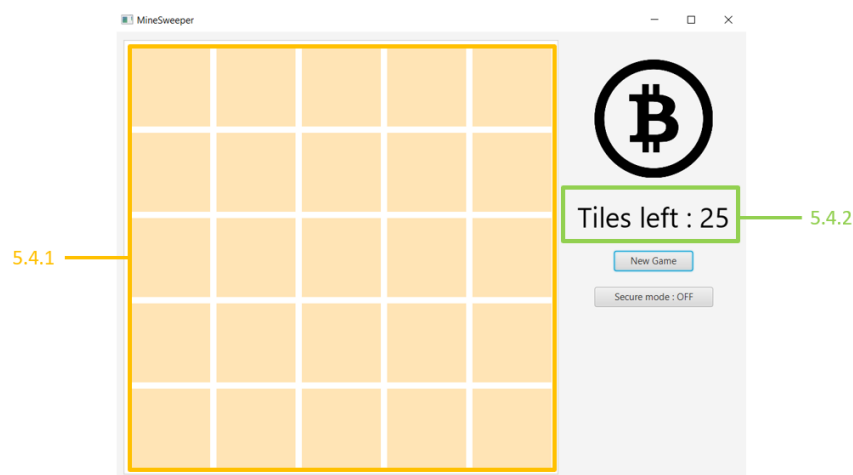 MineSweeper
Tiles left : 25
5.4.2
5.4.1
New Game
Secure mode : OFF